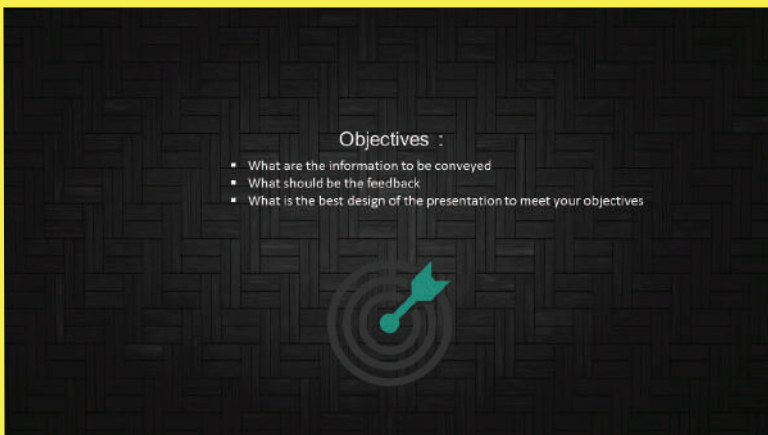 Objectives :
▪ What are the information to be conveyed
▪ What should be the feedback
▪ What is the best design of the presentation to meet your objectives